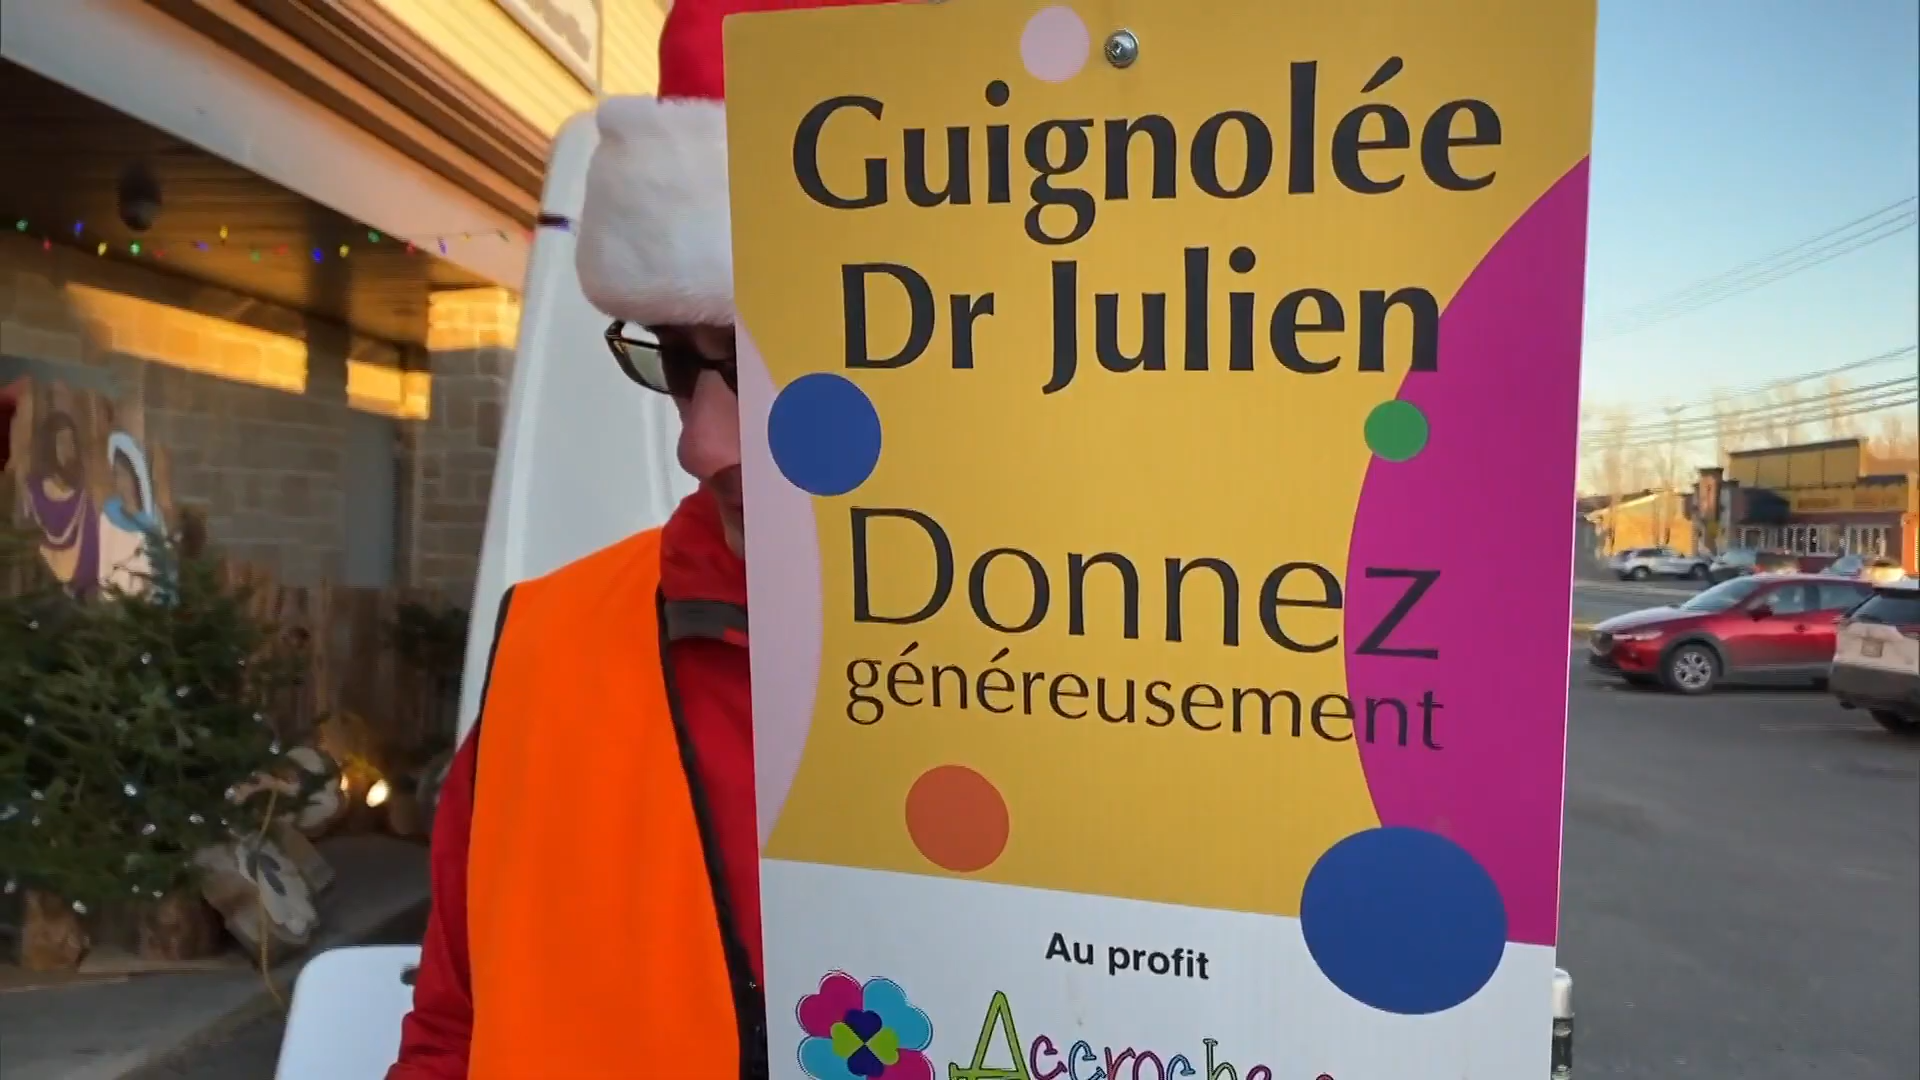 Guignolée
Dr Julien
Donnez
généreusement
Au profit